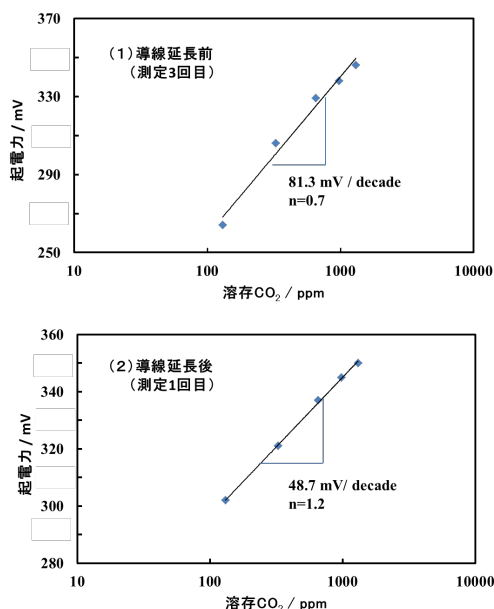 370
(1)導線延長前
(測定3回目)
330
起電力 / mV
290
81.3 mV / decade
n=0.7
250
10
100
1000
10000
溶存CO₂ / ppm
360
(2)導線延長後
(測定1回目)
340
起電力 / mV
320
300
48.7 mV/ decade
n=1.2
280
10
100
1000
10000
溶存CO₂ / ppm